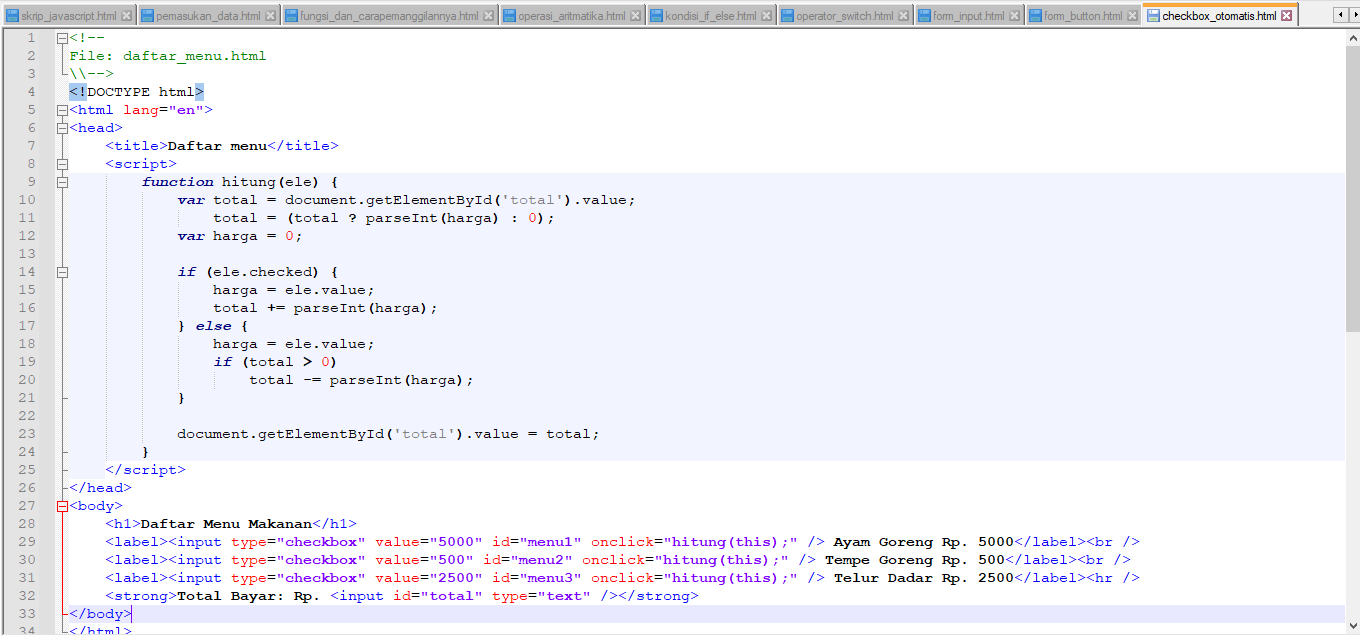 skrip_javascript.html pemasukan_data.html fungsi_dan_carapemanggilannya.html operasi_aritmatika.html kondisi_if_else.html operator_switch.html form_input.html form_button.html checkbox_otomatis.html
1 <!--
2 File: daftar_menu.html
3 \\-->
4 <!DOCTYPE html>
5 <html lang="en">
6 <head>
7 <title>Daftar menu</title>
8 <script>
9 function hitung(ele) {
10 var total = document.getElementById('total').value;
11 total = (total ? parseInt(harga) : 0);
12 var harga = 0;
13
14 if (ele.checked) {
15 harga = ele.value;
16 total += parseInt(harga);
17 } else {
18 harga = ele.value;
19 if (total > 0)
20 total -= parseInt(harga);
21 }
22
23 document.getElementById('total').value = total;
24 }
25 </script>
26 </head>
27 <body>
28 <h1>Daftar Menu Makanan</h1>
29 <label><input type="checkbox" value="5000" id="menu1" onclick="hitung(this);" /> Ayam Goreng Rp. 5000</label><br />
30 <label><input type="checkbox" value="500" id="menu2" onclick="hitung(this);" /> Tempe Goreng Rp. 500</label><br />
31 <label><input type="checkbox" value="2500" id="menu3" onclick="hitung(this);" /> Telur Dadar Rp. 2500</label><hr />
32 <strong>Total Bayar: Rp. <input id="total" type="text" /></strong>
33 </body>
34 </html>